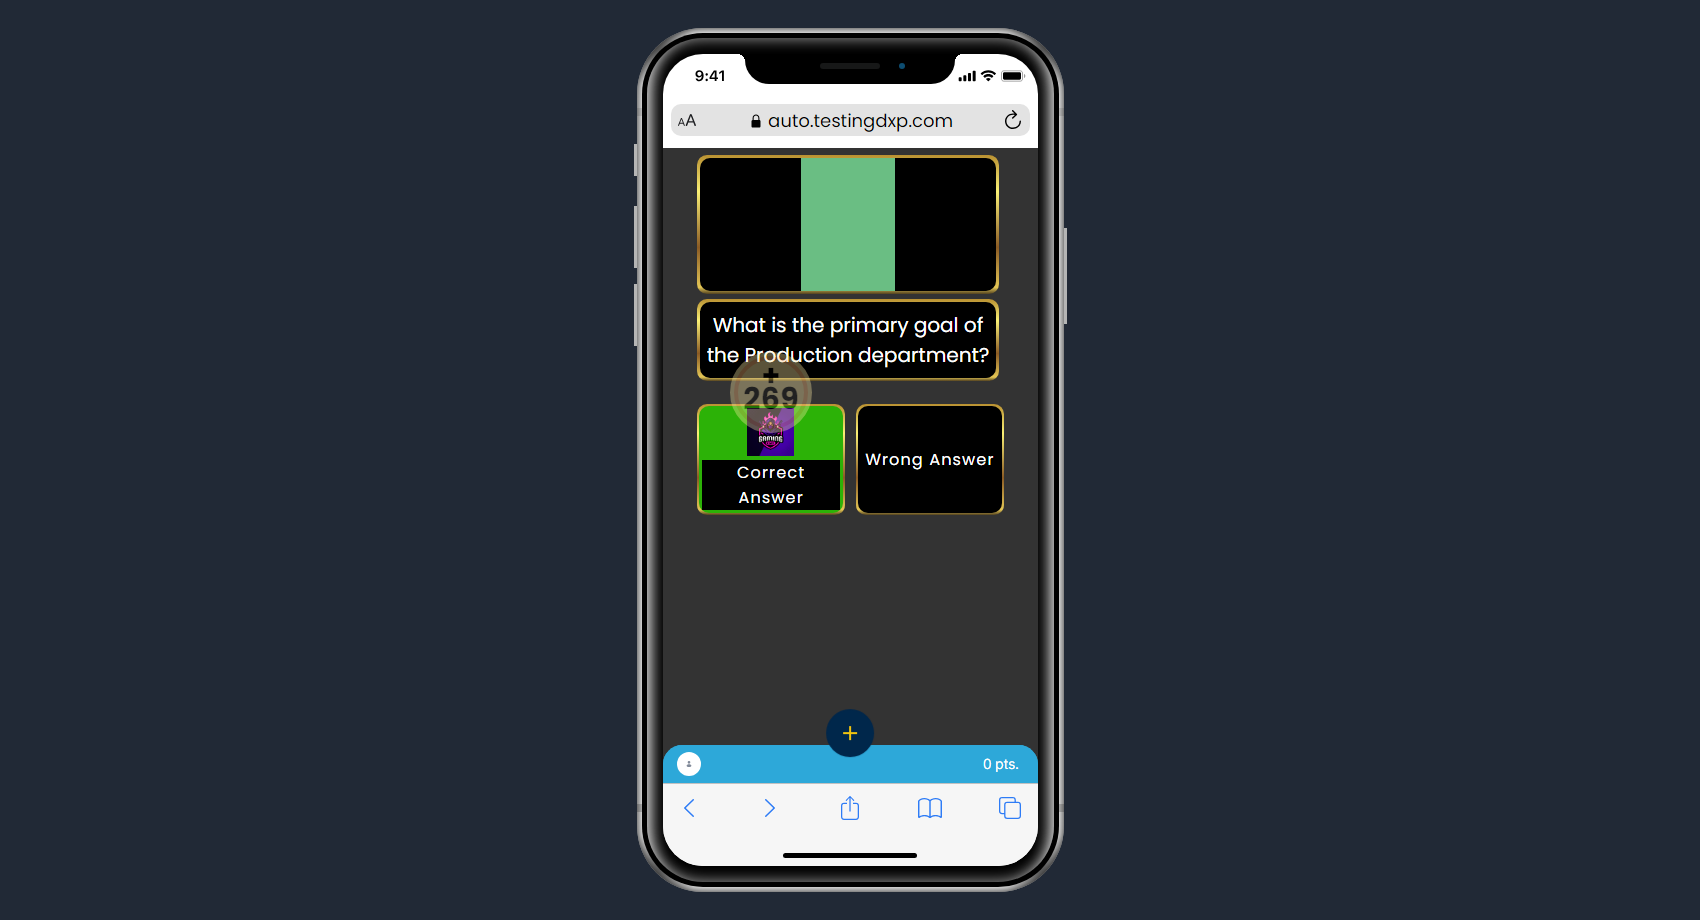 9:41
AA auto.testingdxp.com
What is the primary goal of
the Production department?
+
269
GAMING
Correct
Answer
Wrong Answer
+
0 pts.